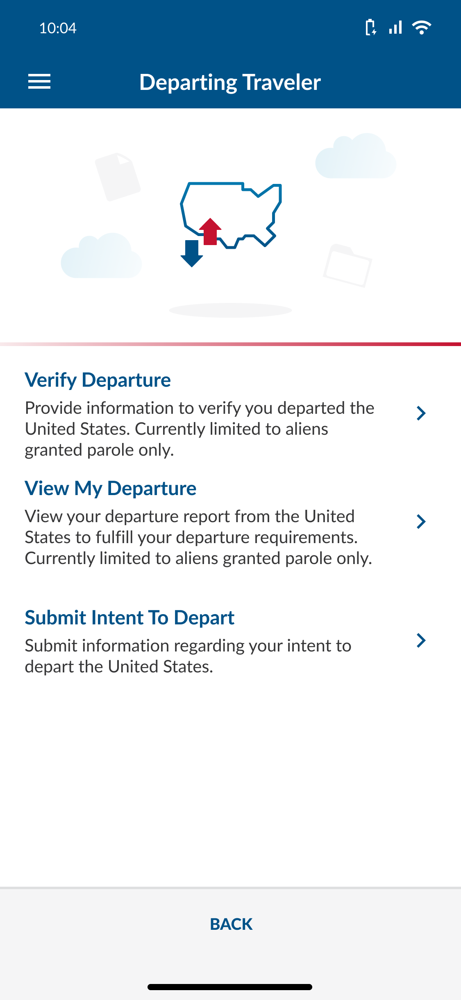 10:04
Departing Traveler
Verify Departure
Provide information to verify you departed the
United States. Currently limited to aliens
granted parole only.
View My Departure
View your departure report from the United
States to fulfill your departure requirements.
Currently limited to aliens granted parole only.
Submit Intent To Depart
Submit information regarding your intent to
depart the United States.
BACK